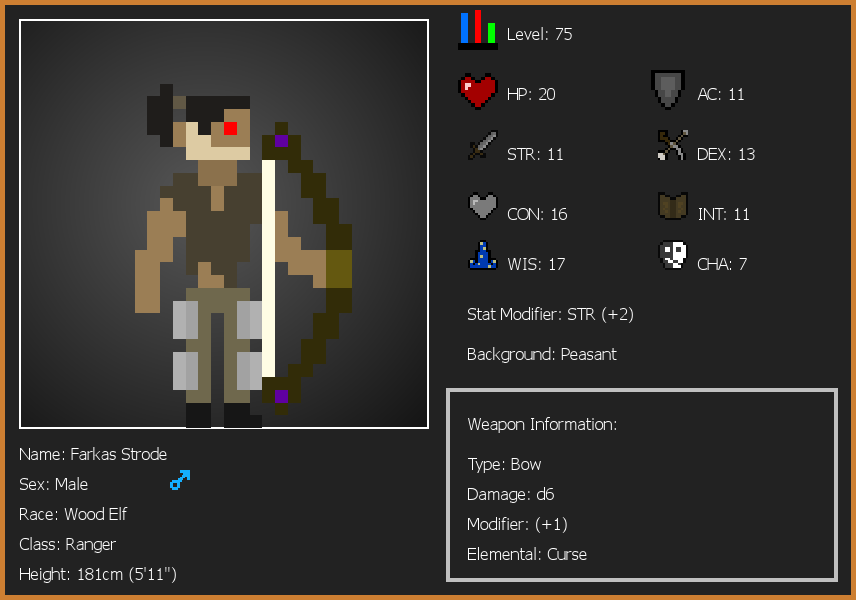 Level: 75
HP: 20
AC: 11
STR: 11
DEX: 13
CON: 16
INT: 11
WIS: 17
CHA: 7
Stat Modifier: STR (+2)
Background: Peasant
Weapon Information:
Type: Bow
Damage: d6
Modifier: (+1)
Elemental: Curse
Name: Farkas Strode
Sex: Male
Race: Wood Elf
Class: Ranger
Height: 181cm (5'11")